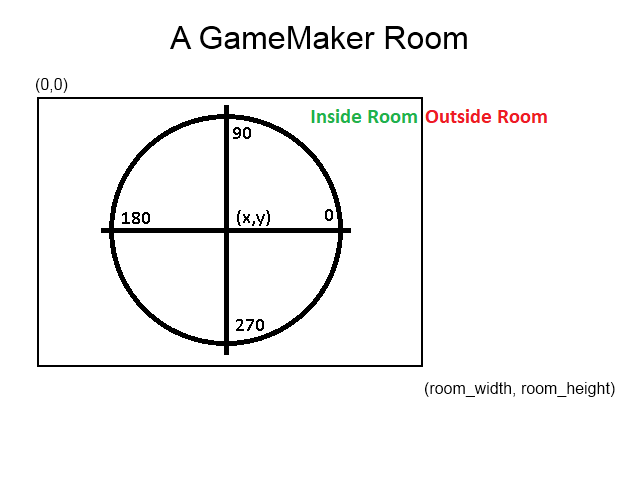 A GameMaker Room
(0,0)
Inside Room Outside Room
90
180 (x,y) 0
270
(room_width, room_height)